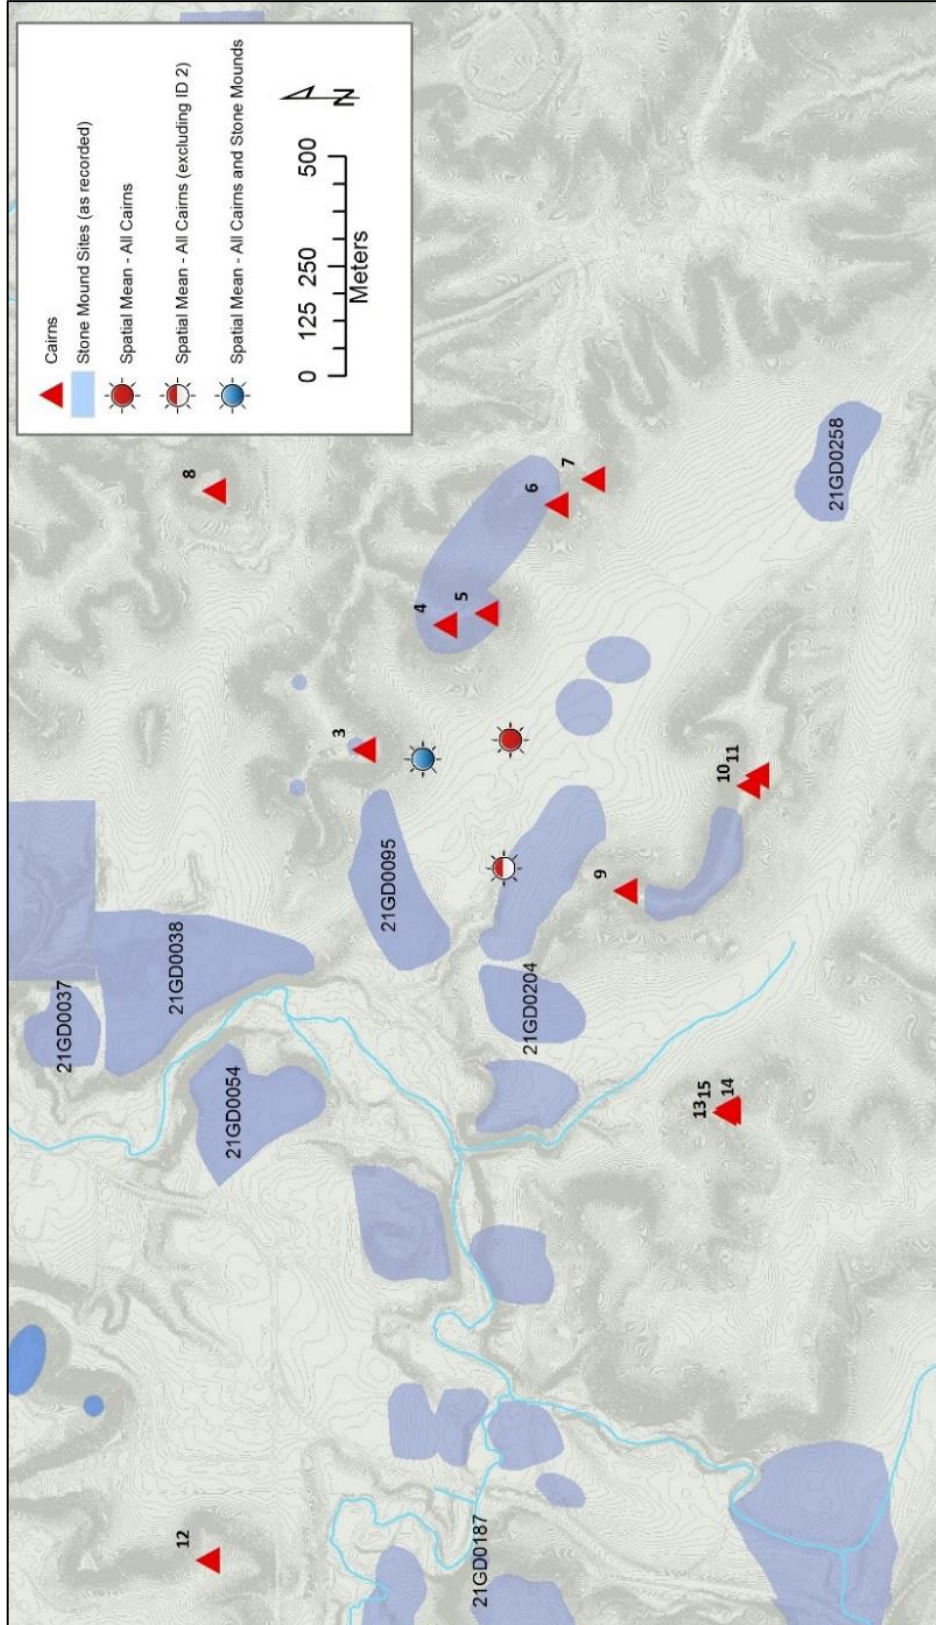 Cairns
Stone Mound Sites (as recorded)
Spatial Mean - All Cairns
Spatial Mean - All Cairns (excluding ID 2)
Spatial Mean - All Cairns and Stone Mounds
0 125 250 500
Meters
N
12
21GD0187
21GD0037
21GD0038
21GD0054
21GD0095
21GD0204
8
3
4
5
6
7
9
10 11
13 15
14
21GD0258